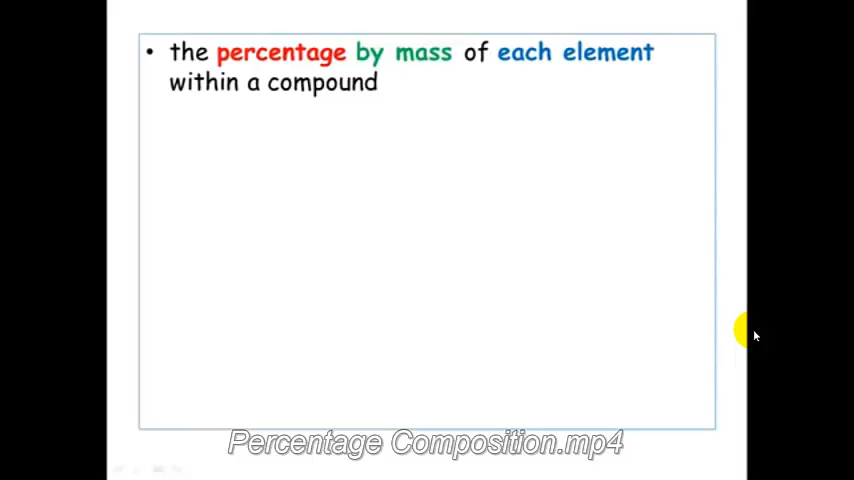 • the percentage by mass of each element
within a compound
Percentage Composition.mp4